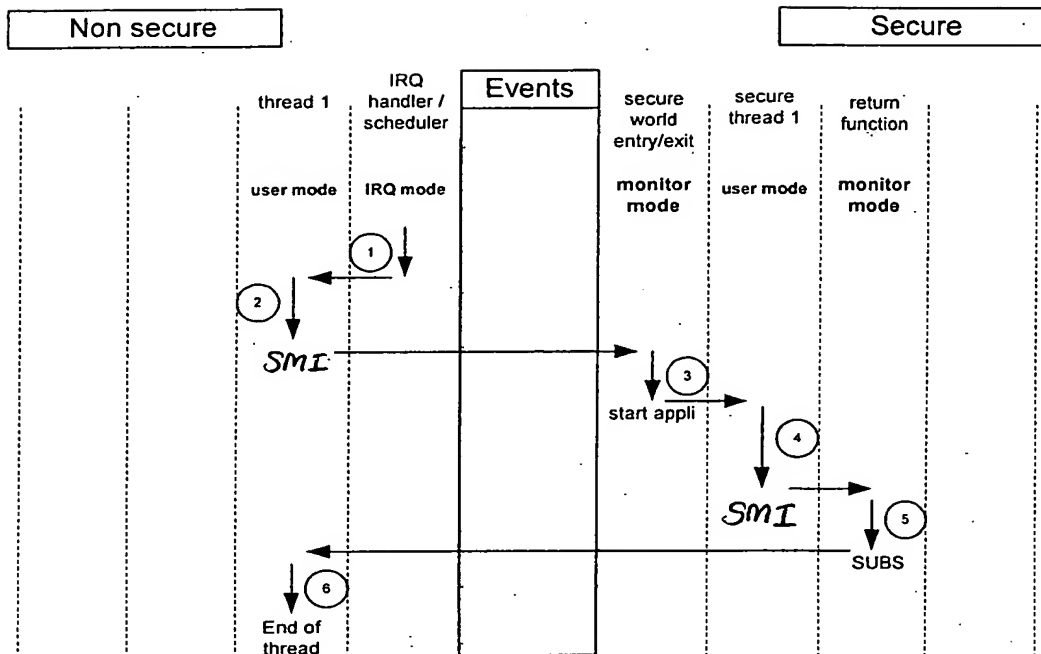 Non secure
Secure
Events
thread 1
IRQ
handler /
scheduler
secure
world
entry/exit
secure
thread 1
return
function
user mode
IRQ mode
monitor
mode
user mode
monitor
mode
1
2
SMI
3
start appli
4
SMI
5
SUBS
6
End of
thread